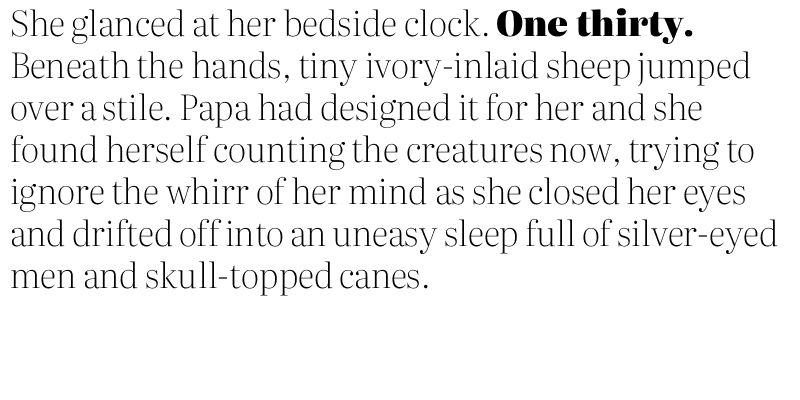 She glanced at her bedside clock. One thirty.
Beneath the hands, tiny ivory-inlaid sheep jumped
over a stile. Papa had designed it for her and she
found herself counting the creatures now, trying to
ignore the whirr of her mind as she closed her eyes
and drifted off into an uneasy sleep full of silver-eyed
men and skull-topped canes.